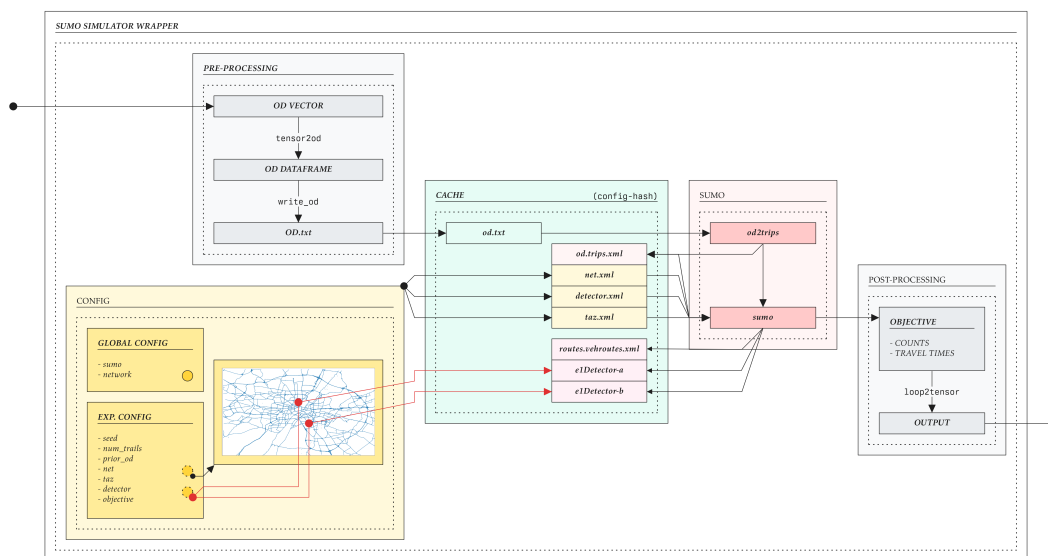 SUMO SIMULATOR WRAPPER
PRE-PROCESSING
OD VECTOR
tensor2od
OD DATAFRAME
write_od
OD.txt
CACHE (config-hash)
od.txt
od.trips.xml
net.xml
detector.xml
taz.xml
routes.vehroutes.xml
e1Detector-a
e1Detector-b
SUMO
od2trips
sumo
POST-PROCESSING
OBJECTIVE
- COUNTS
- TRAVEL TIMES
loop2tensor
OUTPUT
CONFIG
GLOBAL CONFIG
- sumo
- network
EXP. CONFIG
- seed
- num_trails
- prior_od
- net
- taz
- detector
- objective